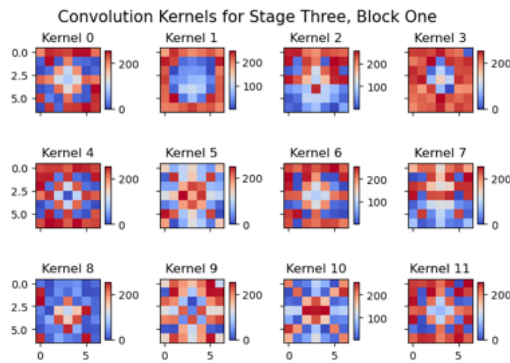 Convolution Kernels for Stage Three, Block One
Kernel 0 Kernel 1 Kernel 2 Kernel 3
0.0 200 200 200 200
2.5 100 100
5.0 0 0
Kernel 4 Kernel 5 Kernel 6 Kernel 7
0.0 200 200 200 200
2.5 100
5.0 0 0 0
Kernel 8 Kernel 9 Kernel 10 Kernel 11
0.0 200 200 200 200
2.5 100
5.0 0 0 0
0 5 0 5 0 5 0 5